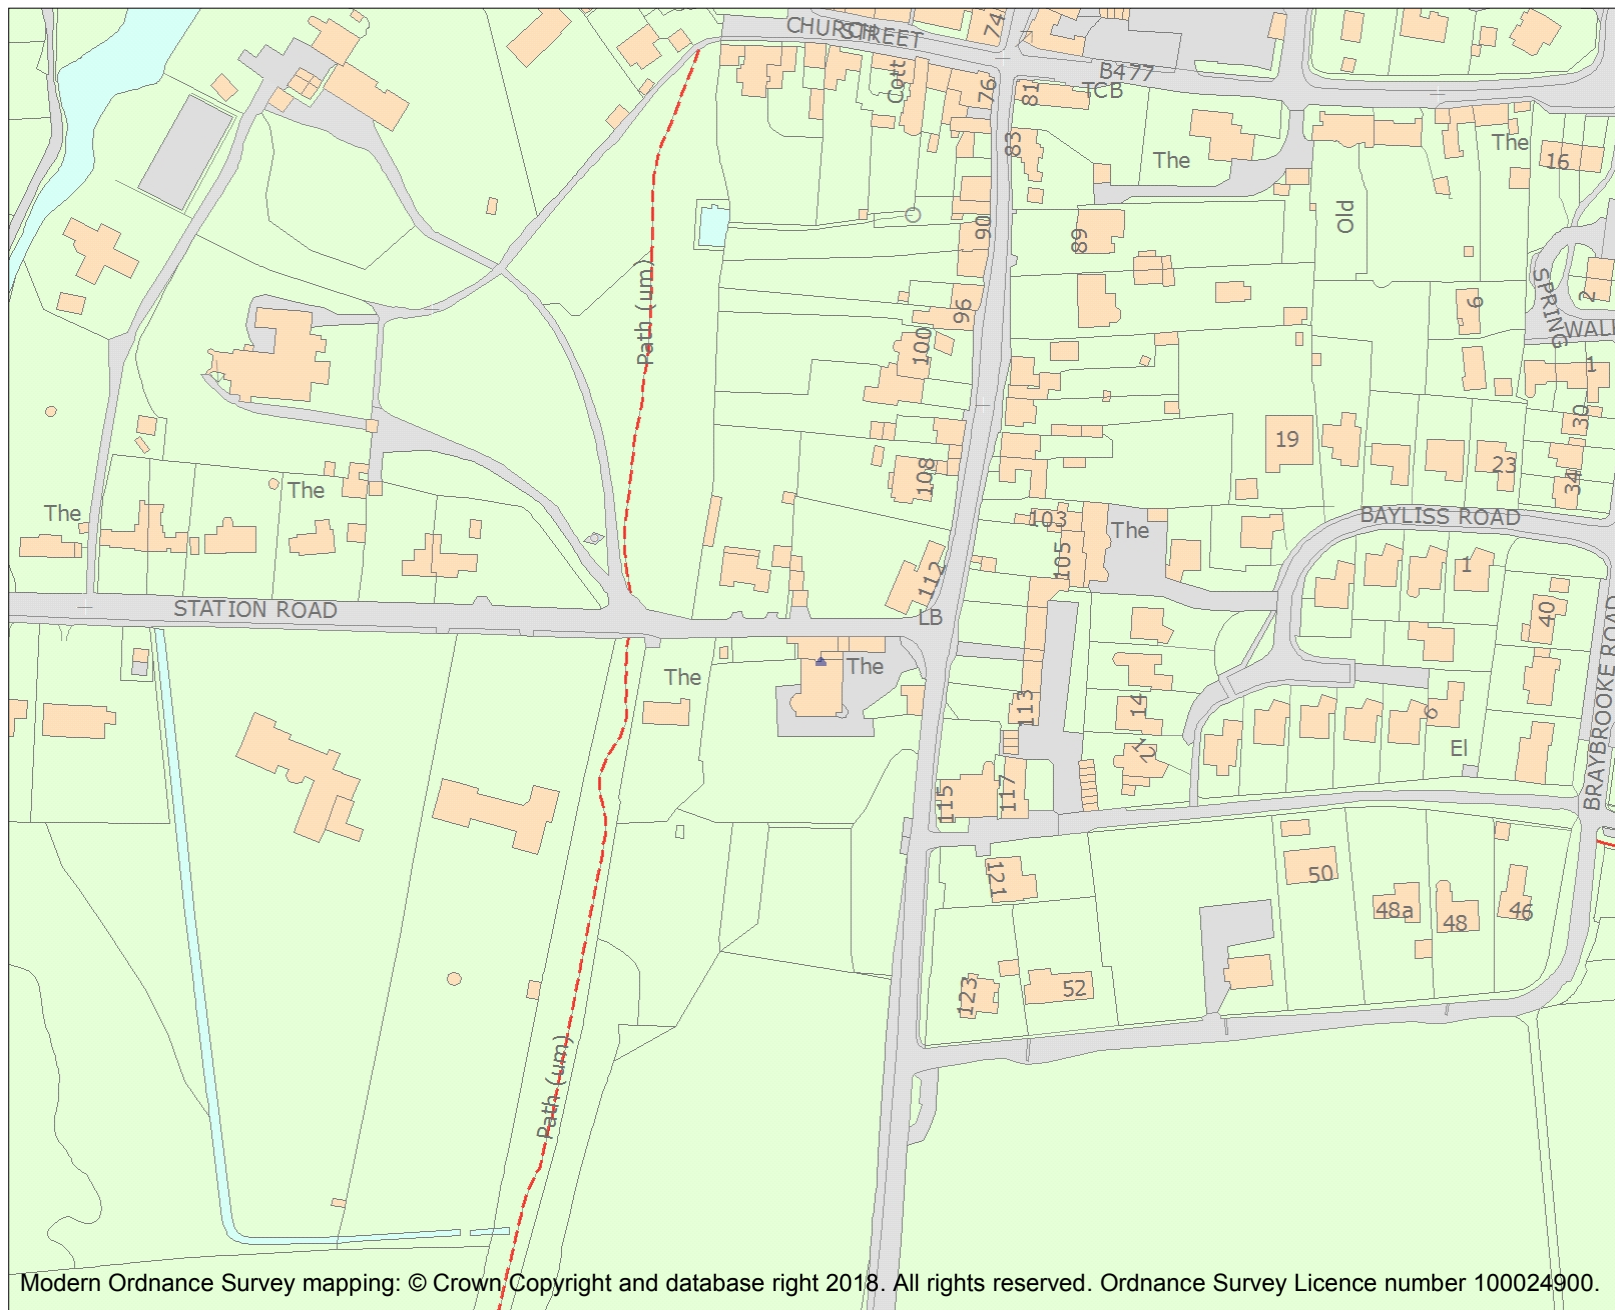 CHURCH STREET
74
B477
TCB
Cott
76
81
83
The
The
16
90
89
Old
SPRING
2
WALK
Path (um)
96
6
100
1
30
19
108
23
34
The
The
103
The
BAYLISS ROAD
105
1
112
STATION ROAD
LB
40
The
The
BRAYBROOKE ROAD
113
14
6
12
El
115
117
121
50
48a
48
46
123
52
Path (um)
Modern Ordnance Survey mapping: © Crown Copyright and database right 2018. All rights reserved. Ordnance Survey Licence number 100024900.